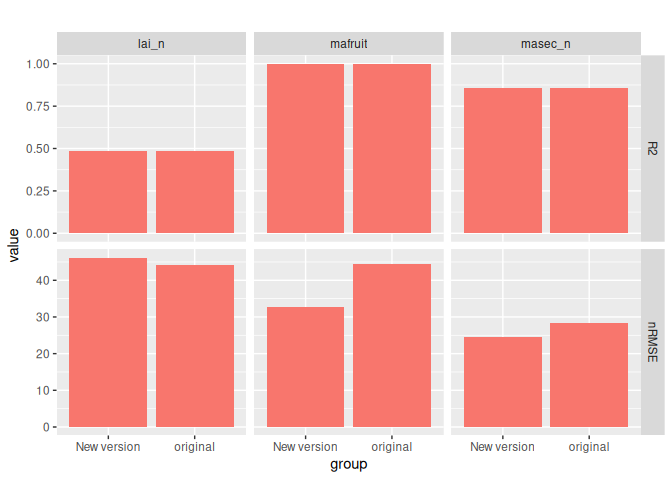 lai_n mafruit masec_n
1.00
0.75
0.50
0.25
0.00
R2
value
40
30
20
10
0
nRMSE
New version original New version original New version original
group